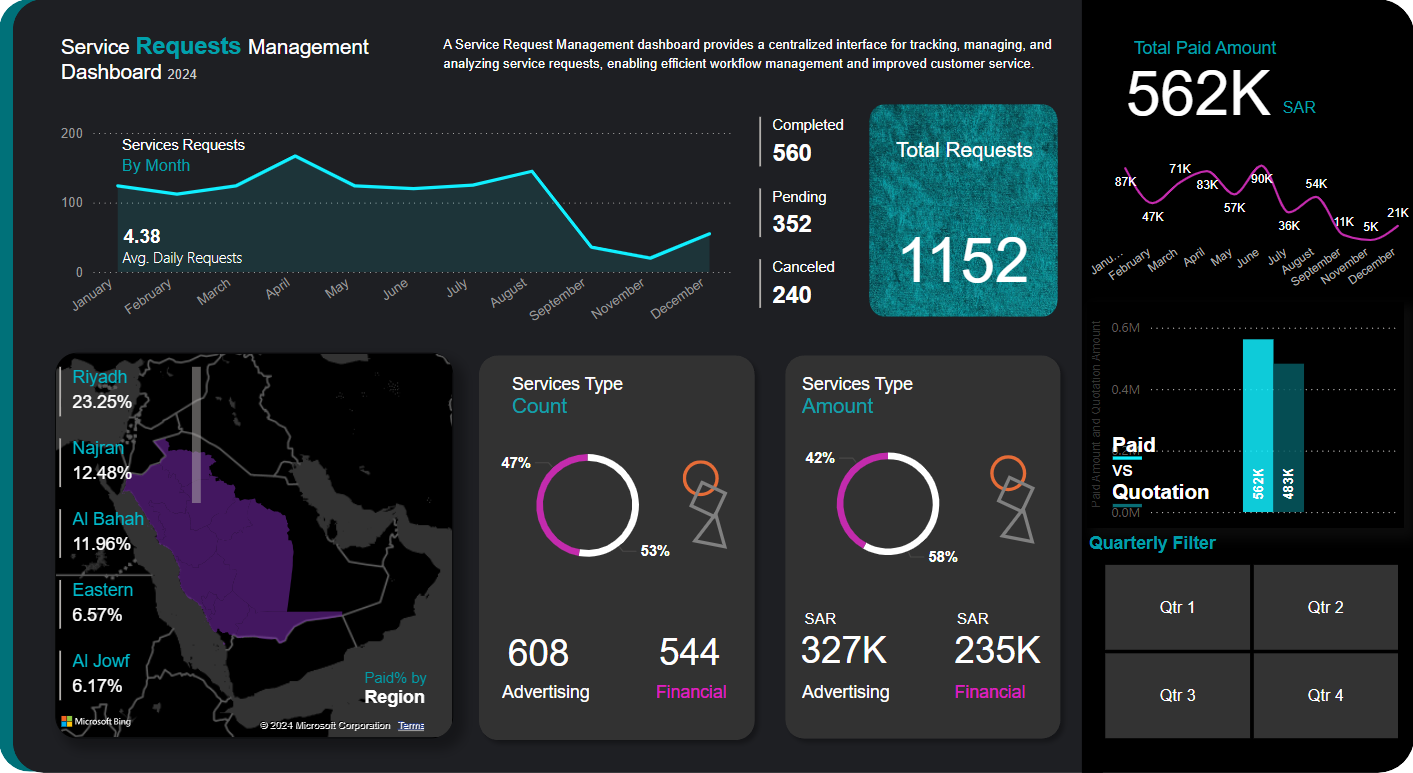 Service Requests Management
Dashboard 2024
A Service Request Management dashboard provides a centralized interface for tracking, managing, and
analyzing service requests, enabling efficient workflow management and improved customer service.
Services Requests
By Month
200
100
0
4.38
Avg. Daily Requests
January
February
March
April
May
June
July
August
September
November
December
Completed
560
Pending
352
Canceled
240
Total Requests
1152
Total Paid Amount
562K SAR
87K
47K
71K
83K
57K
90K
36K
54K
11K
5K
21K
Janu...
February
March
April
May
June
July
August
September
November
December
Paid Amount and Quotation Amount
0.6M
0.4M
0.2M
0.0M
Paid
VS
Quotation
562K
483K
Quarterly Filter
Qtr 1
Qtr 2
Qtr 3
Qtr 4
Riyadh
23.25%
Najran
12.48%
Al Bahah
11.96%
Eastern
6.57%
Al Jowf
6.17%
Paid% by
Region
Microsoft Bing
© 2024 Microsoft Corporation Terms
Services Type
Count
47%
53%
608
Advertising
544
Financial
Services Type
Amount
42%
58%
SAR
327K
Advertising
SAR
235K
Financial